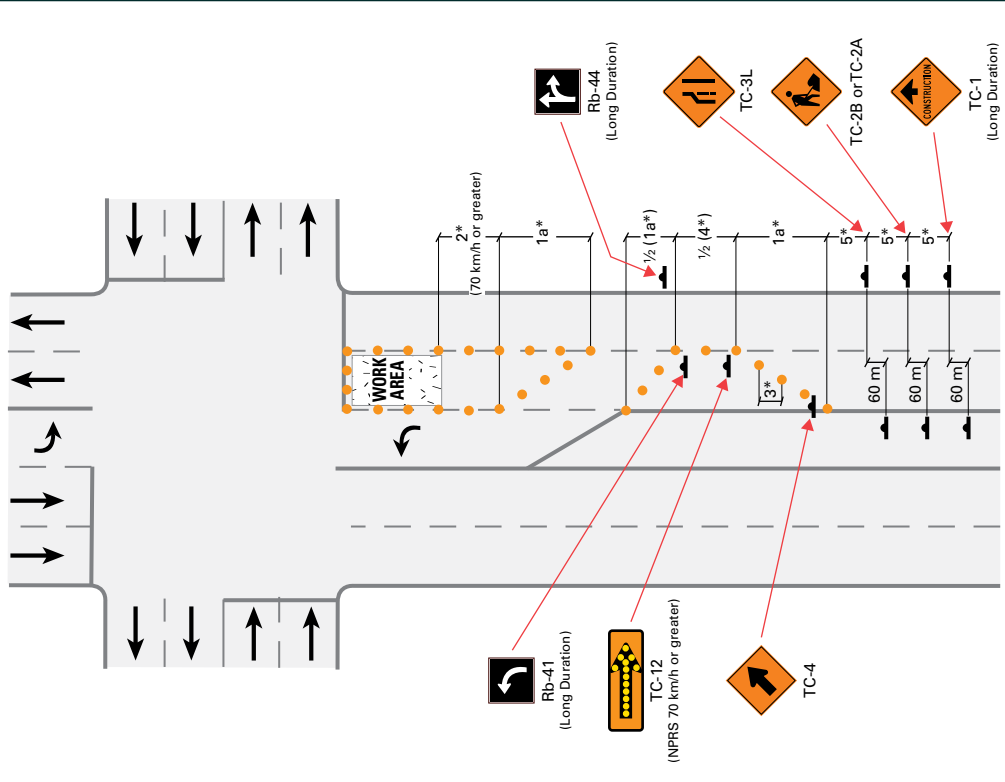 Rb-44
(Long Duration)
TC-3L
TC-2B or TC-2A
CONSTRUCTION
TC-1
(Long Duration)
2*
(70 km/h or greater)
1a*
½ (1a*)
½ (4*)
1a*
5*
5*
5*
WORK
AREA
3*
60 m
60 m
60 m
Rb-41
(Long Duration)
TC-12
(NPRS 70 km/h or greater)
TC-4